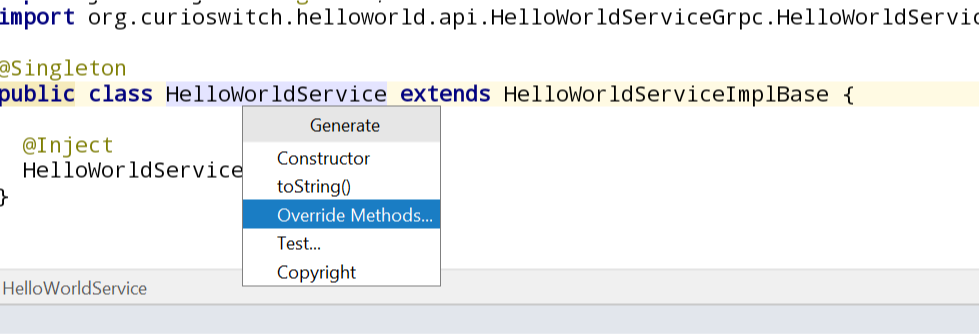 import org.curioswitch.helloworld.api.HelloWorldServiceGrpc.HelloWorldServic
@Singleton
public class HelloWorldService extends HelloWorldServiceImplBase {
Generate
@Inject
Constructor
HelloWorldService
toString()
}
Override Methods...
Test...
Copyright
HelloWorldService